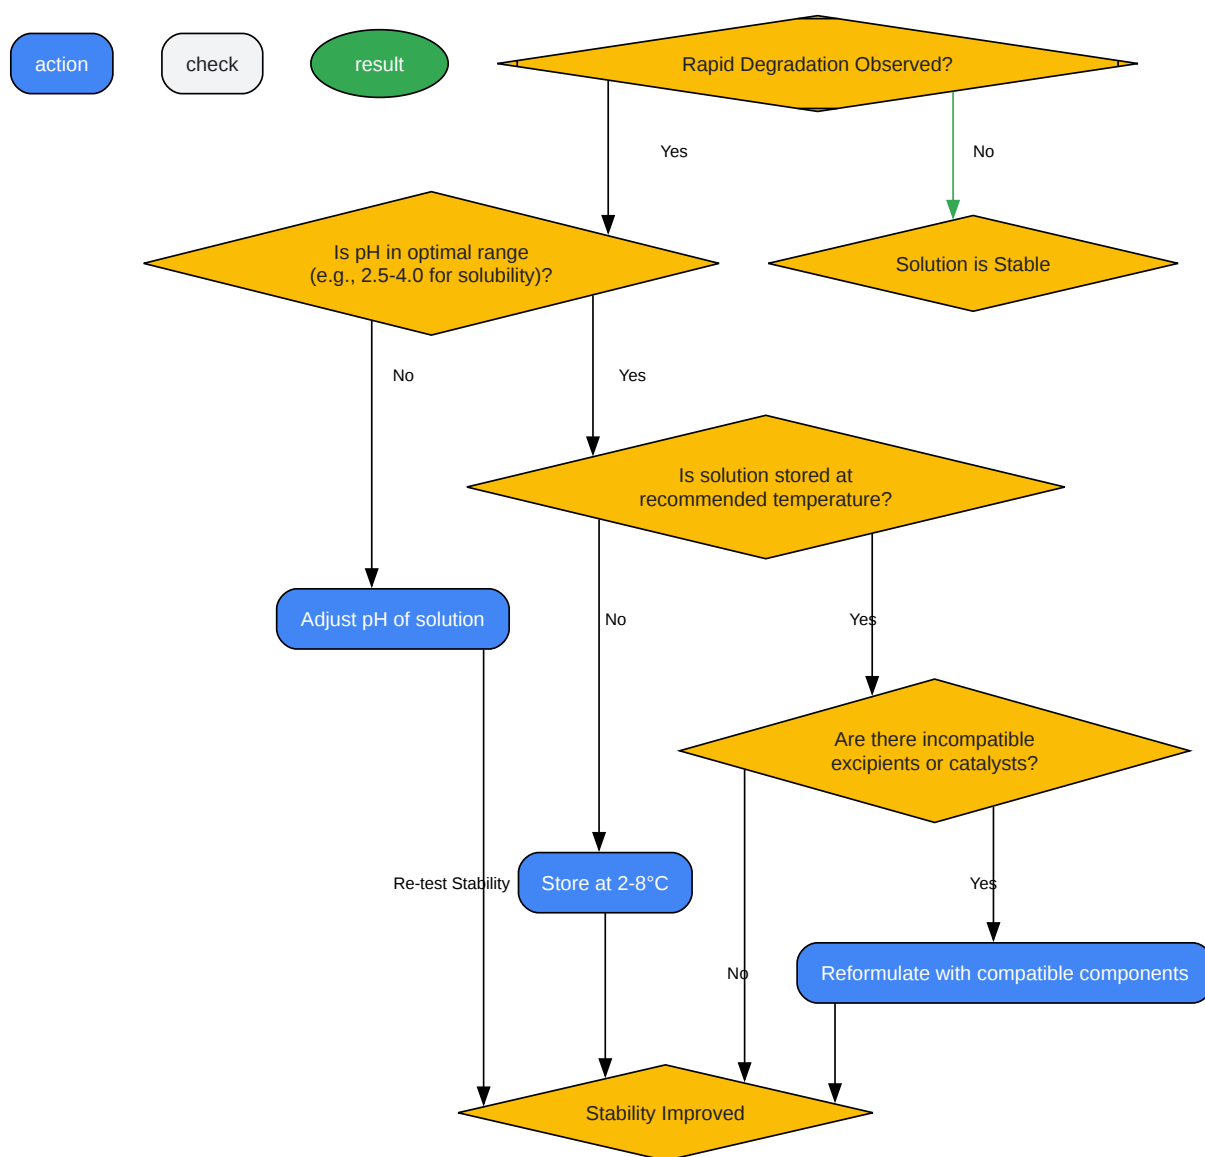 action
check
result
Rapid Degradation Observed?
Yes
No
Is pH in optimal range
(e.g., 2.5-4.0 for solubility)?
Solution is Stable
No
Yes
Is solution stored at
recommended temperature?
Adjust pH of solution
No
Yes
Are there incompatible
excipients or catalysts?
Re-test Stability
Store at 2-8°C
Yes
No
Reformulate with compatible components
Stability Improved